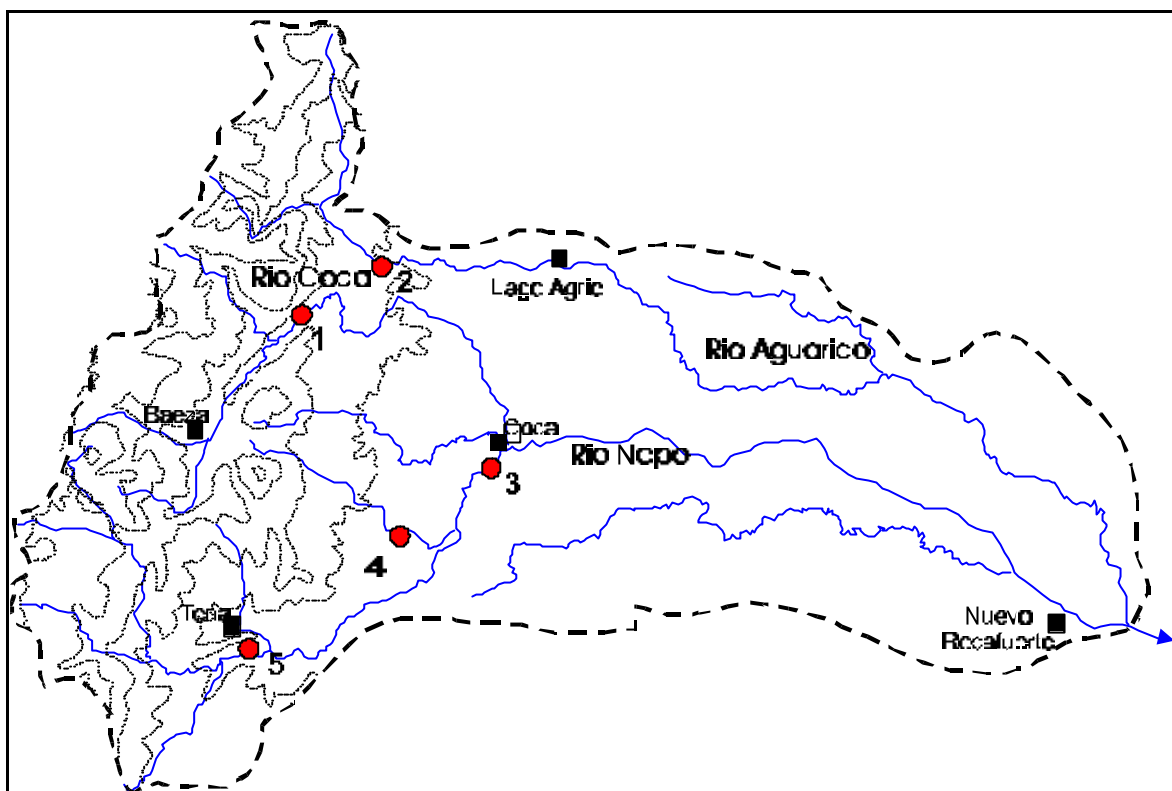 Rio Coca
2
Lago Agrio
1
Rio Aguarico
Baeza
Coca
Rio Napo
3
4
Tena
5
Nuevo
Rocafuerte